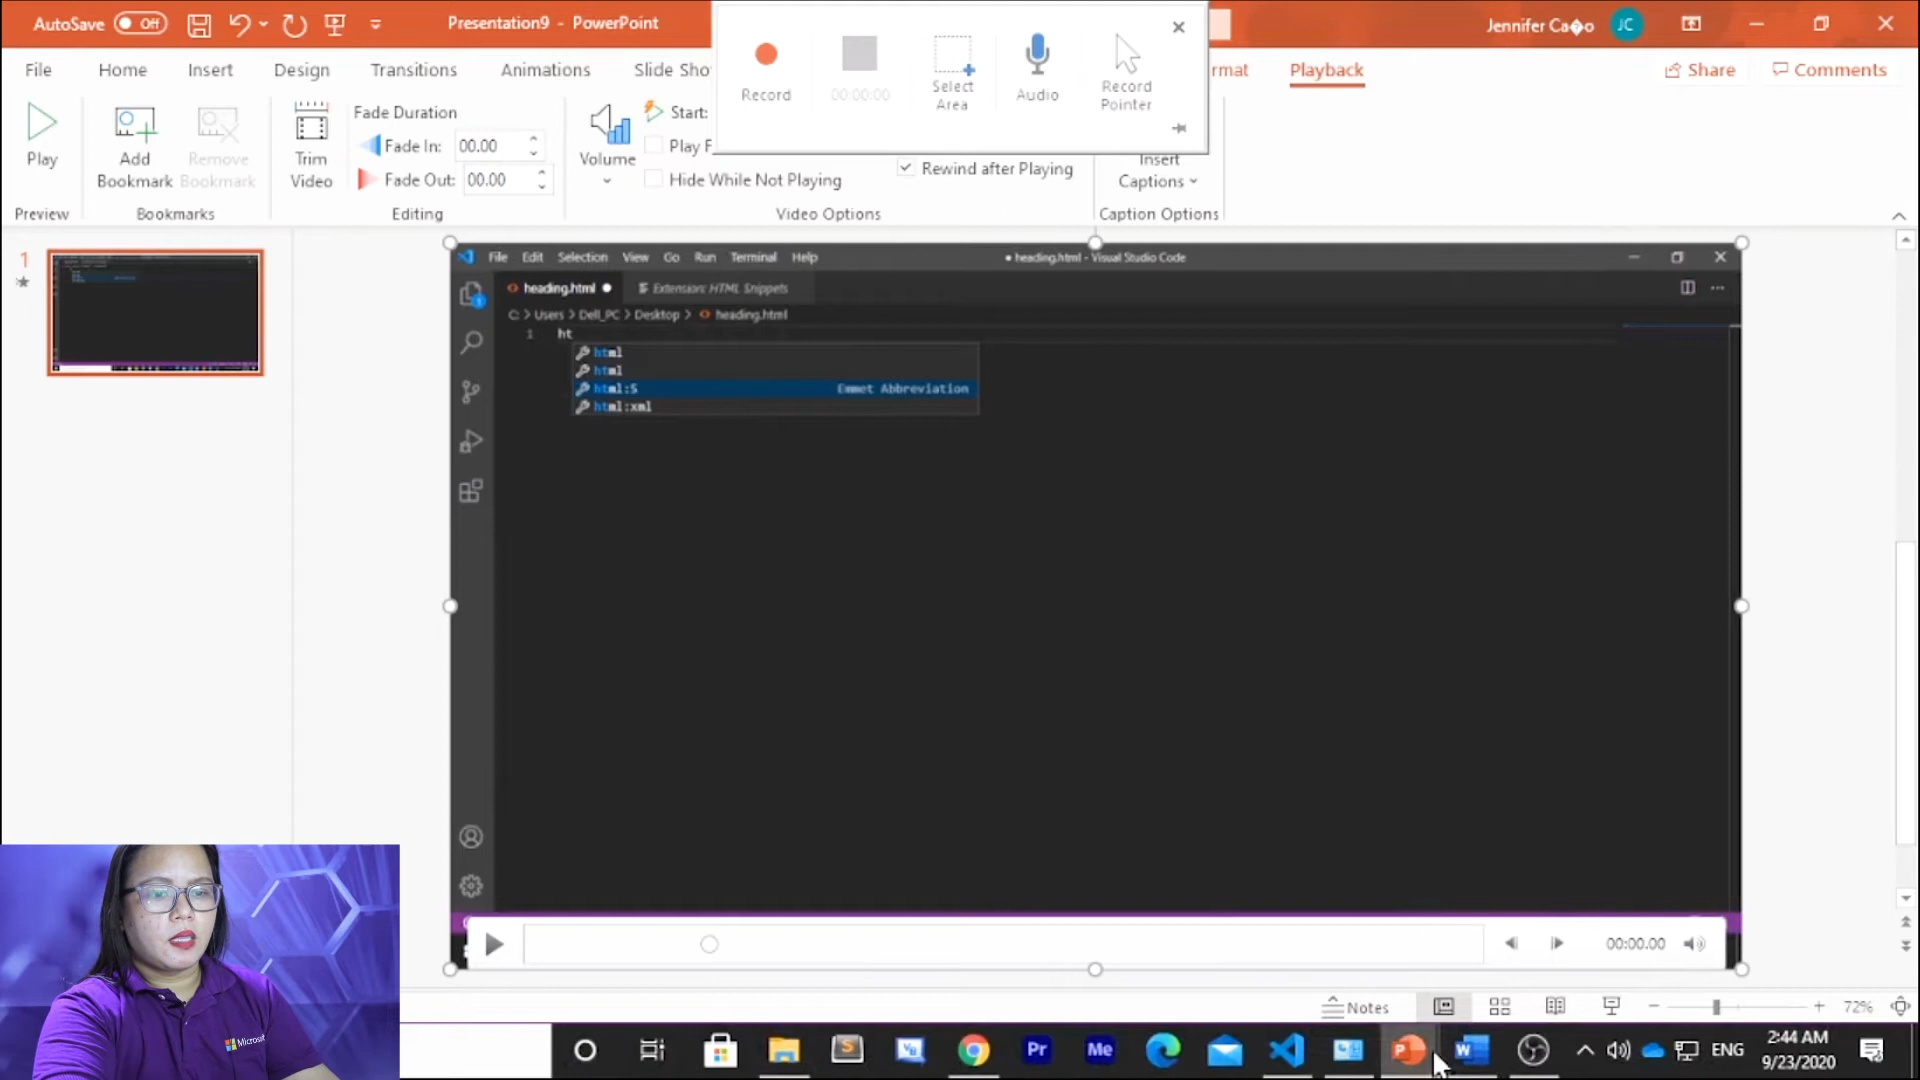 AutoSave Off
Presentation9 - PowerPoint
Jennifer Ca�o JC
File Home Insert Design Transitions Animations Slide Sho
rmat Playback
Share Comments
Record
00:00:00
Select Area
Audio
Record Pointer
Play
Add Bookmark
Remove Bookmark
Trim Video
Fade Duration
Fade In: 00.00
Fade Out: 00.00
Volume
Start:
Play F
Hide While Not Playing
Rewind after Playing
Insert Captions
Preview
Bookmarks
Editing
Video Options
Caption Options
1
File Edit Selection View Go Run Terminal Help
● heading.html - Visual Studio Code
heading.html ●
Extension: HTML Snippets
C: > Users > Dell_PC > Desktop > heading.html
1 ht
html
html
html:5 Emmet Abbreviation
html:xml
00:00.00
Microsoft
Notes
72%
S
Pr
Me
P
W
ENG
2:44 AM
9/23/2020